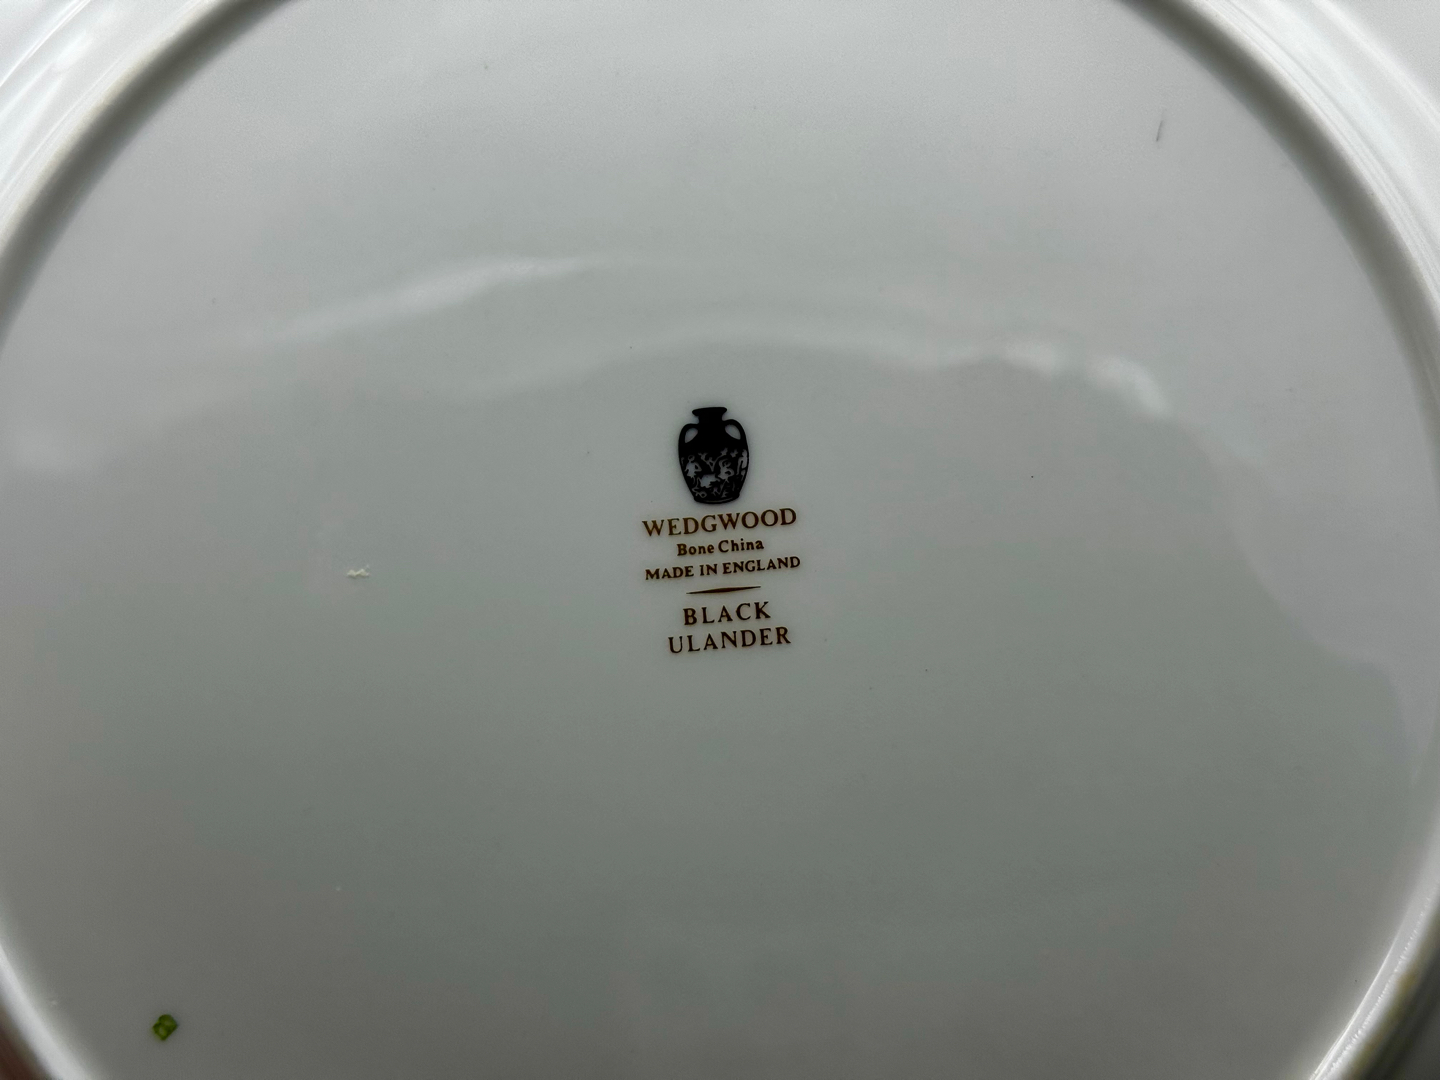 WEDGWOOD
Bone China
MADE IN ENGLAND
BLACK
ULANDER